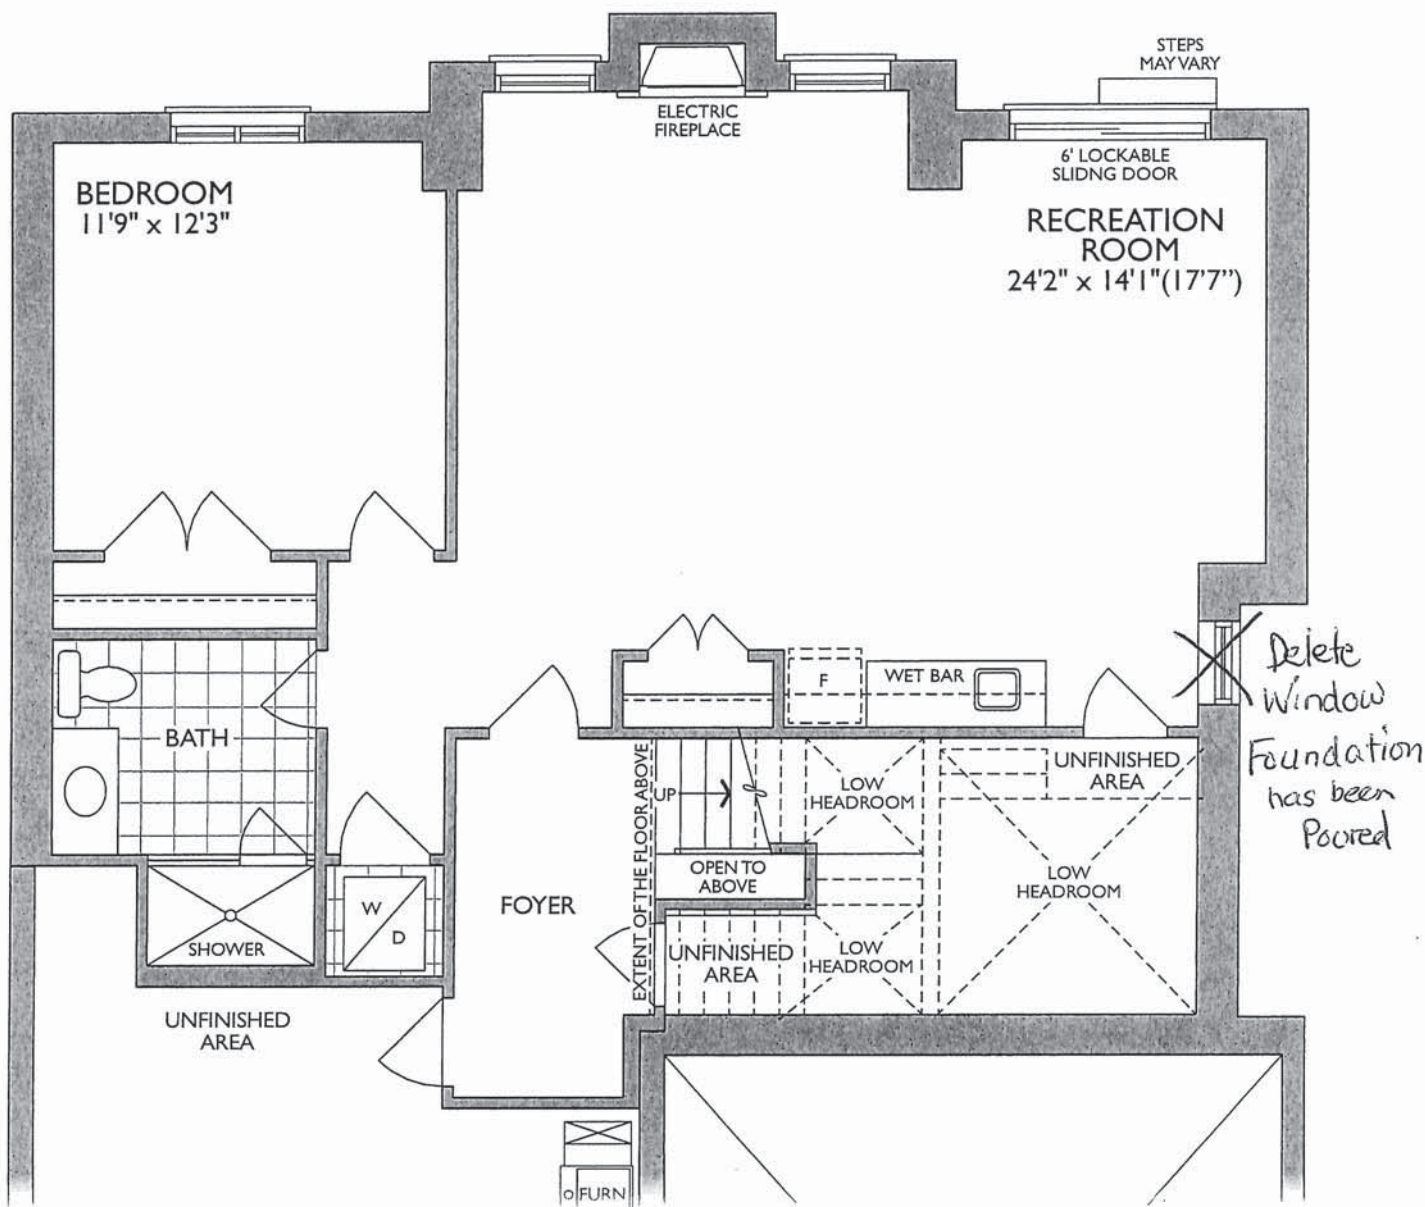 STEPS
MAY VARY
ELECTRIC
FIREPLACE
6' LOCKABLE
SLIDNG DOOR
BEDROOM
11'9" x 12'3"
RECREATION
ROOM
24'2" x 14'1"(17'7")
F
WET BAR
Delete
Window
Foundation
has been
Poured
BATH
UP
EXTENT OF THE FLOOR ABOVE
LOW
HEADROOM
UNFINISHED
AREA
OPEN TO
ABOVE
LOW
HEADROOM
FOYER
W
D
SHOWER
UNFINISHED
AREA
LOW
HEADROOM
UNFINISHED
AREA
FURN